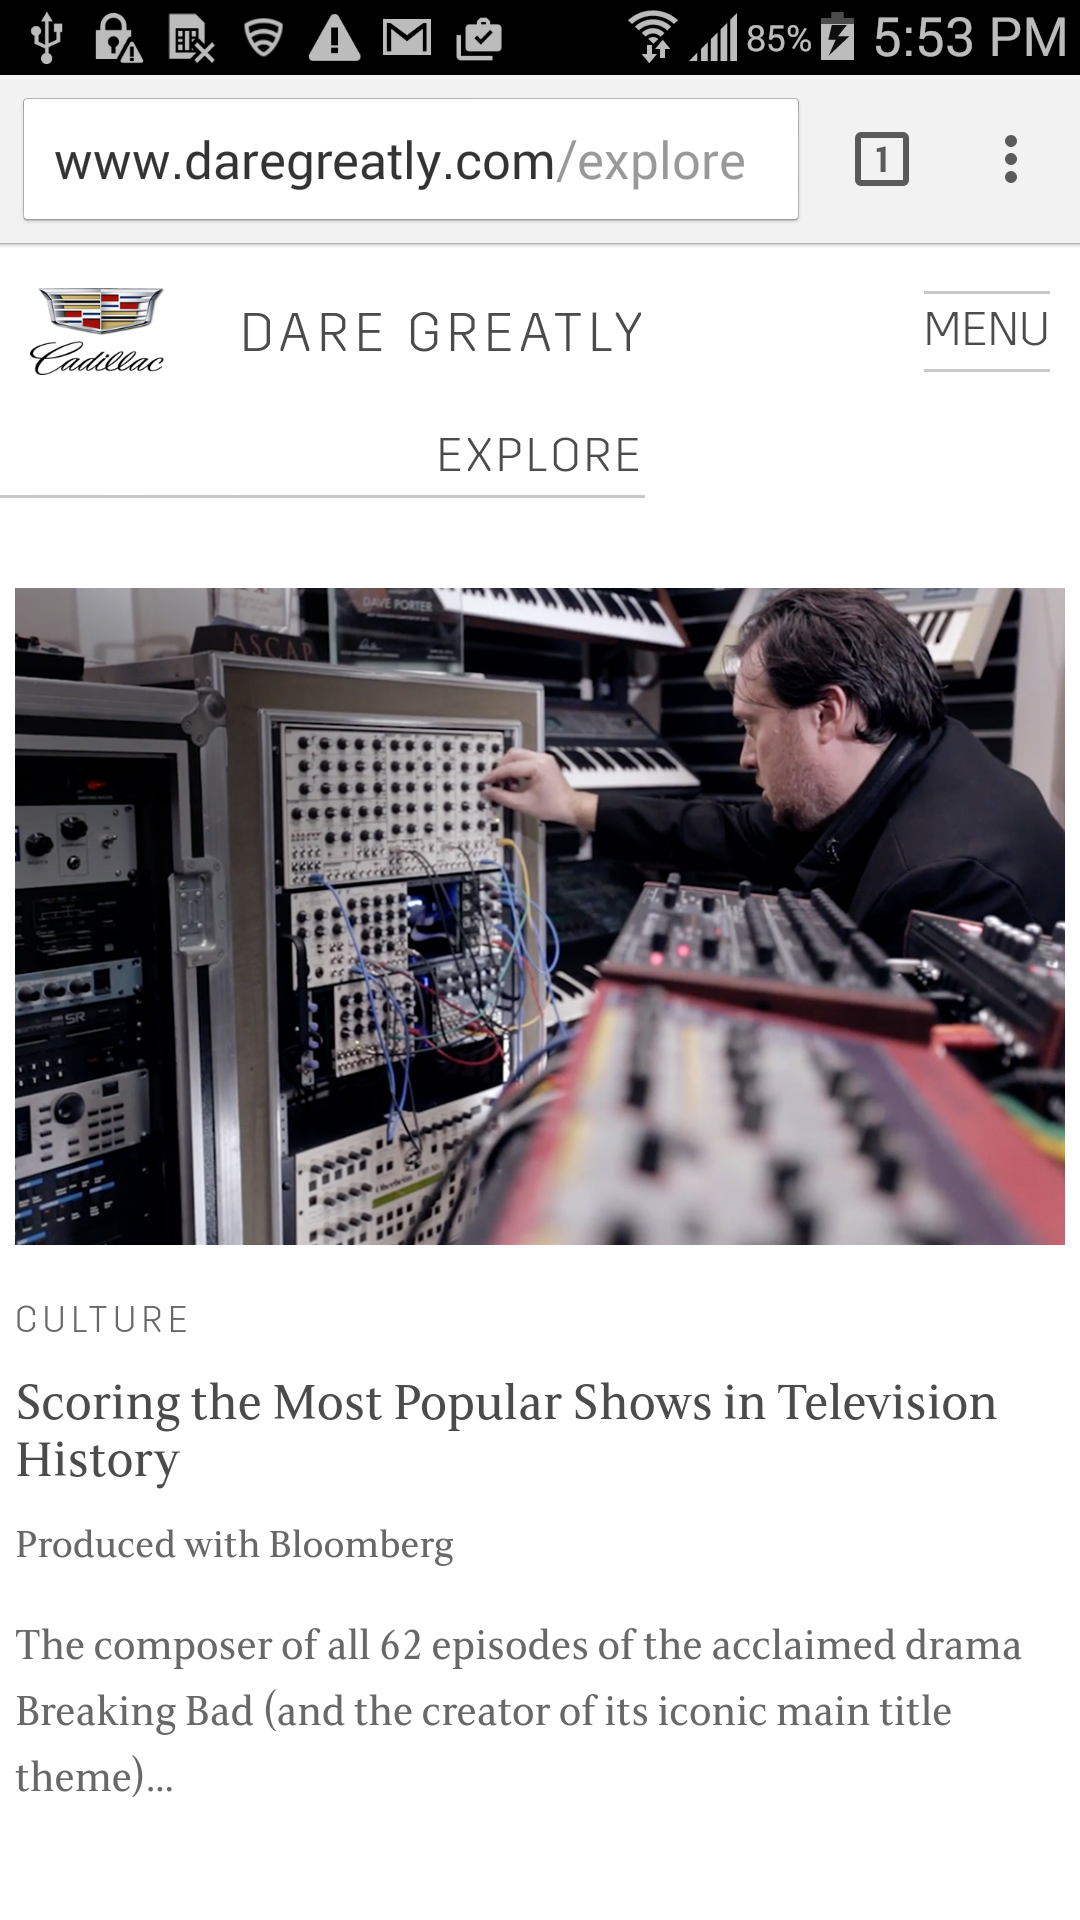 85% 5:53 PM
www.daregreatly.com/explore
1
Cadillac
DARE GREATLY
MENU
EXPLORE
DAVE PORTER
ASCAP
SR
Oberheim
CULTURE
Scoring the Most Popular Shows in Television
History
Produced with Bloomberg
The composer of all 62 episodes of the acclaimed drama
Breaking Bad (and the creator of its iconic main title
theme)...